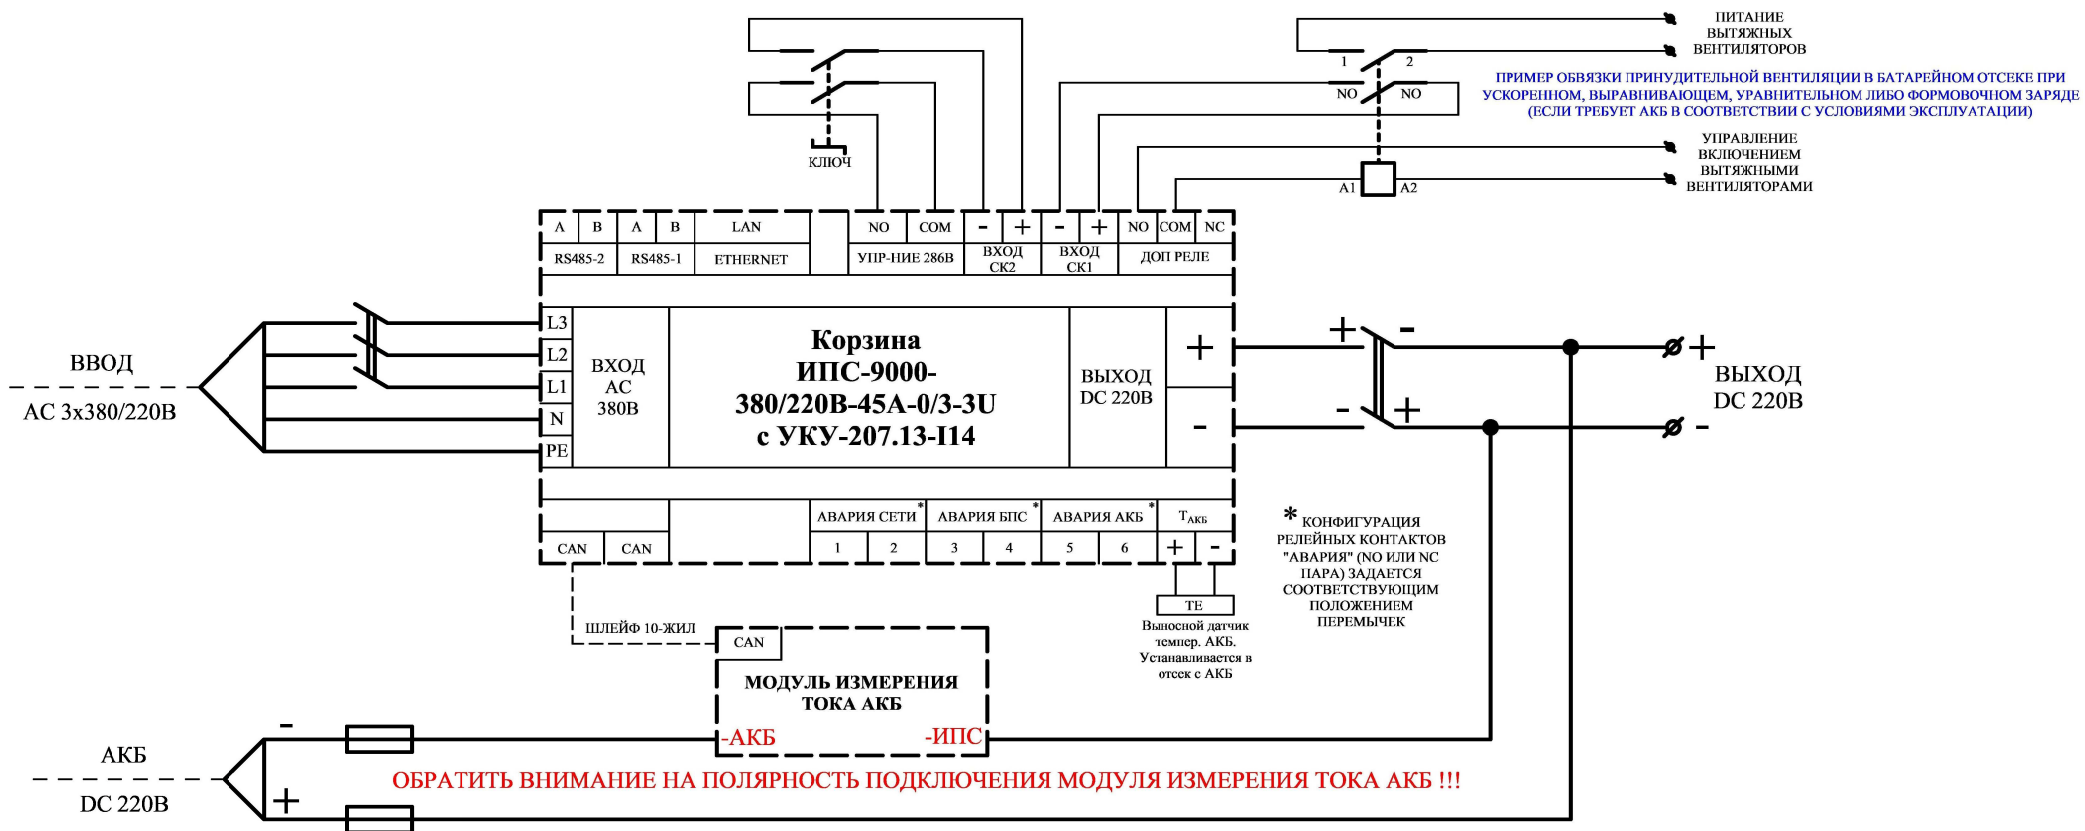 ПИТАНИЕ
ВЫТЯЖНЫХ
ВЕНТИЛЯТОРОВ
1 2
NO NO
ПРИМЕР ОБВЯЗКИ ПРИНУДИТЕЛЬНОЙ ВЕНТИЛЯЦИИ В БАТАРЕЙНОМ ОТСЕКЕ ПРИ
УСКОРЕННОМ, ВЫРАВНИВАЮЩЕМ, УРАВНИТЕЛЬНОМ ЛИБО ФОРМОВОЧНОМ ЗАРЯДЕ
(ЕСЛИ ТРЕБУЕТ АКБ В СООТВЕТСТВИИ С УСЛОВИЯМИ ЭКСПЛУАТАЦИИ)
КЛЮЧ
УПРАВЛЕНИЕ
ВКЛЮЧЕНИЕМ
ВЫТЯЖНЫМИ
ВЕНТИЛЯТОРАМИ
A1 A2
A B A B LAN NO COM - + - + NO COM NC
RS485-2 RS485-1 ETHERNET УПР-НИЕ 286В ВХОД СК2 ВХОД СК1 ДОП РЕЛЕ
ВВОД
АС 3х380/220В
L3
L2
L1
N
PE
ВХОД
АС
380В
Корзина
ИПС-9000-
380/220В-45А-0/3-3U
с УКУ-207.13-I14
ВЫХОД
DC 220В
+
-
+ -
- +
+
ВЫХОД
DC 220В
-
АВАРИЯ СЕТИ* АВАРИЯ БПС* АВАРИЯ АКБ* ТАКБ
CAN CAN 1 2 3 4 5 6 + -
* КОНФИГУРАЦИЯ
РЕЛЕЙНЫХ КОНТАКТОВ
"АВАРИЯ" (NO ИЛИ NC
ПАРА) ЗАДАЕТСЯ
СООТВЕТСТВУЮЩИМ
ПОЛОЖЕНИЕМ
ПЕРЕМЫЧЕК
TE
Выносной датчик
темпер. АКБ.
Устанавливается в
отсек с АКБ
ШЛЕЙФ 10-ЖИЛ
CAN
МОДУЛЬ ИЗМЕРЕНИЯ
ТОКА АКБ
-АКБ -ИПС
-
АКБ
DC 220В
+
ОБРАТИТЬ ВНИМАНИЕ НА ПОЛЯРНОСТЬ ПОДКЛЮЧЕНИЯ МОДУЛЯ ИЗМЕРЕНИЯ ТОКА АКБ !!!